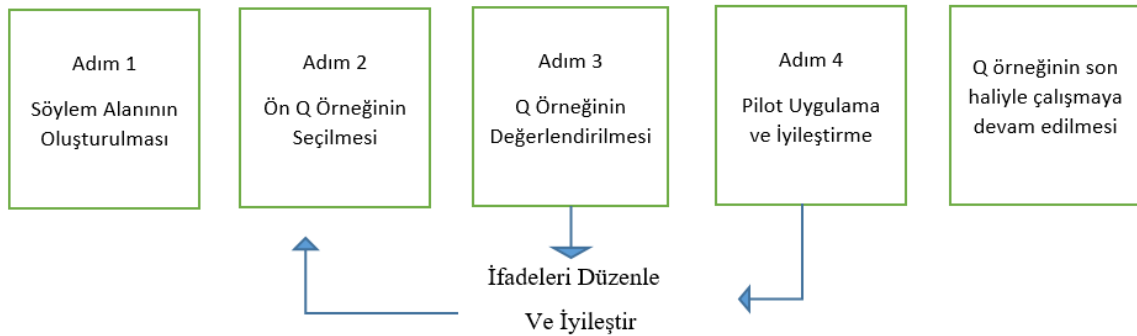 Adım 1
Söylem Alanının
Oluşturulması
Adım 2
Ön Q Örneğinin
Seçilmesi
Adım 3
Q Örneğinin
Değerlendirilmesi
Adım 4
Pilot Uygulama
ve İyileştirme
Q örneğinin son
haliyle çalışmaya
devam edilmesi
İfadeleri Düzenle
Ve İyileştir